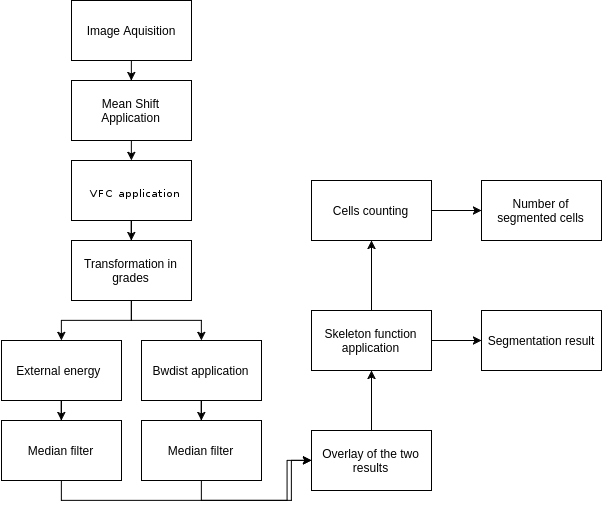 Image Aquisition
Mean Shift
Application
VFC application
Transformation in
grades
External energy
Bwdist application
Median filter
Median filter
Overlay of the two
results
Skeleton function
application
Segmentation result
Cells counting
Number of
segmented cells